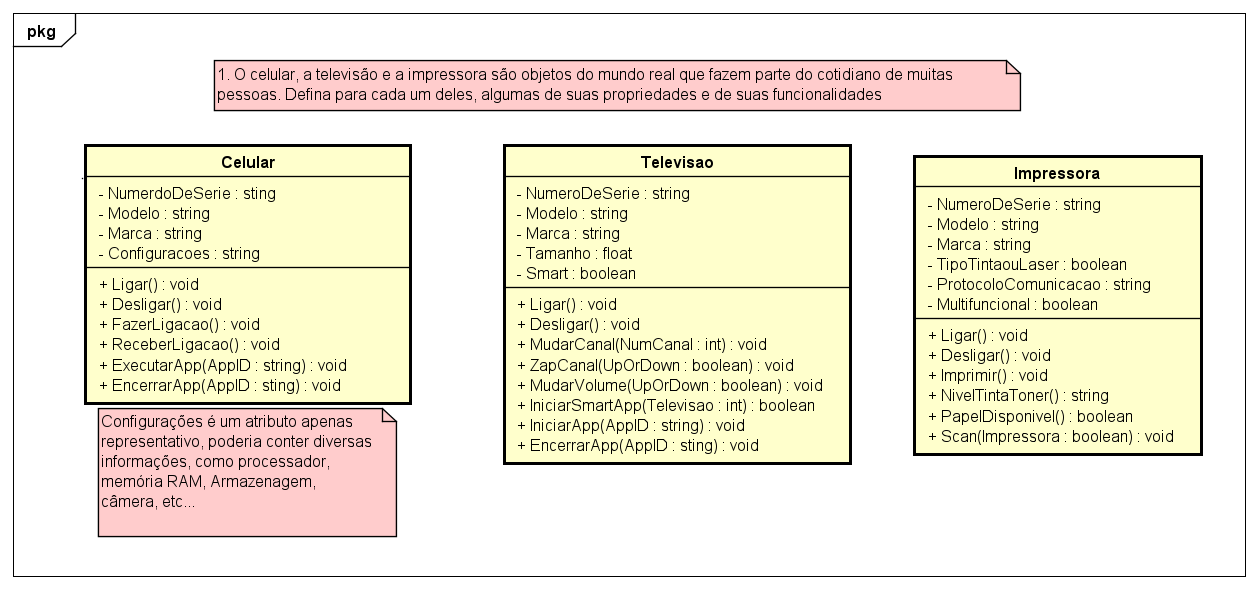 pkg
1. O celular, a televisão e a impressora são objetos do mundo real que fazem parte do cotidiano de muitas
pessoas. Defina para cada um deles, algumas de suas propriedades e de suas funcionalidades
Celular
- NumerdoDeSerie : sting
- Modelo : string
- Marca : string
- Configuracoes : string
+ Ligar() : void
+ Desligar() : void
+ FazerLigacao() : void
+ ReceberLigacao() : void
+ ExecutarApp(AppID : string) : void
+ EncerrarApp(AppID : sting) : void
Configurações é um atributo apenas
representativo, poderia conter diversas
informações, como processador,
memória RAM, Armazenagem,
câmera, etc...
Televisao
- NumeroDeSerie : string
- Modelo : string
- Marca : string
- Tamanho : float
- Smart : boolean
+ Ligar() : void
+ Desligar() : void
+ MudarCanal(NumCanal : int) : void
+ ZapCanal(UpOrDown : boolean) : void
+ MudarVolume(UpOrDown : boolean) : void
+ IniciarSmartApp(Televisao : int) : boolean
+ IniciarApp(AppID : string) : void
+ EncerrarApp(AppID : sting) : void
Impressora
- NumeroDeSerie : string
- Modelo : string
- Marca : string
- TipoTintaouLaser : boolean
- ProtocoloComunicacao : string
- Multifuncional : boolean
+ Ligar() : void
+ Desligar() : void
+ Imprimir() : void
+ NivelTintaToner() : string
+ PapelDisponivel() : boolean
+ Scan(Impressora : boolean) : void